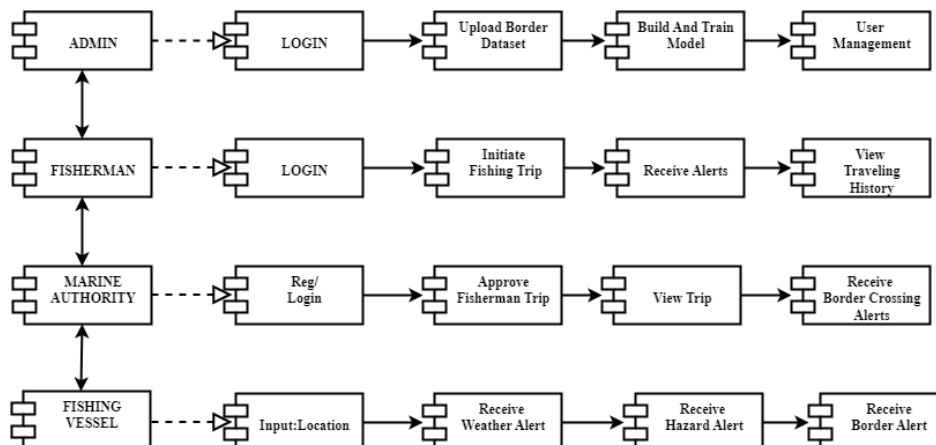 ADMIN
LOGIN
Upload Border
Dataset
Build And Train
Model
User
Management
FISHERMAN
LOGIN
Initiate
Fishing Trip
Receive Alerts
View
Traveling
History
MARINE
AUTHORITY
Reg/
Login
Approve
Fisherman Trip
View Trip
Receive
Border Crossing
Alerts
FISHING
VESSEL
Input:Location
Receive
Weather Alert
Receive
Hazard Alert
Receive
Border Alert